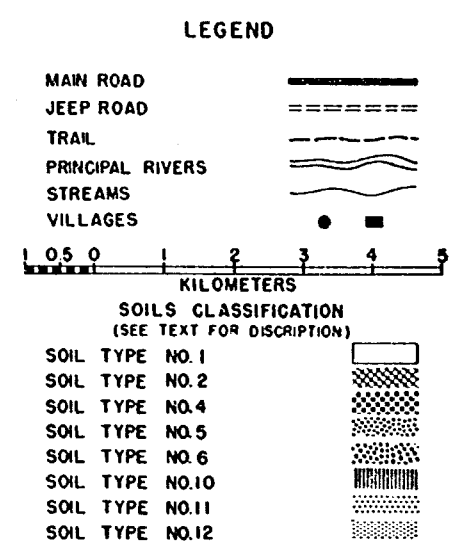 LEGEND
MAIN ROAD
JEEP ROAD
TRAIL
PRINCIPAL RIVERS
STREAMS
VILLAGES
1 0.5 0 1 2 3 4 5
KILOMETERS
SOILS CLASSIFICATION
(SEE TEXT FOR DISCRIPTION)
SOIL TYPE NO. 1
SOIL TYPE NO. 2
SOIL TYPE NO. 4
SOIL TYPE NO. 5
SOIL TYPE NO. 6
SOIL TYPE NO. 10
SOIL TYPE NO. 11
SOIL TYPE NO. 12